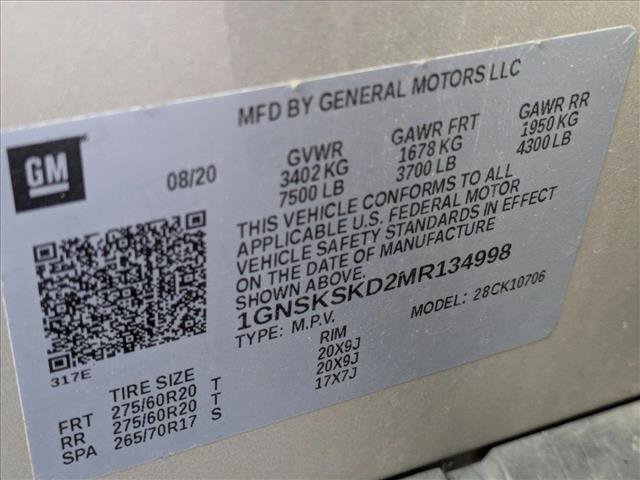 MFD BY GENERAL MOTORS LLC
GM
08/20
GVWR GAWR FRT GAWR RR
3402 KG 1678 KG 1950 KG
7500 LB 3700 LB 4300 LB
THIS VEHICLE CONFORMS TO ALL
APPLICABLE U.S. FEDERAL MOTOR
VEHICLE SAFETY STANDARDS IN EFFECT
ON THE DATE OF MANUFACTURE
SHOWN ABOVE.
1GNSKSKD2MR134998
TYPE: M.P.V. MODEL: 28CK10706
317E
TIRE SIZE RIM
FRT 275/60R20 T 20X9J
RR 275/60R20 T 20X9J
SPA 265/70R17 S 17X7J